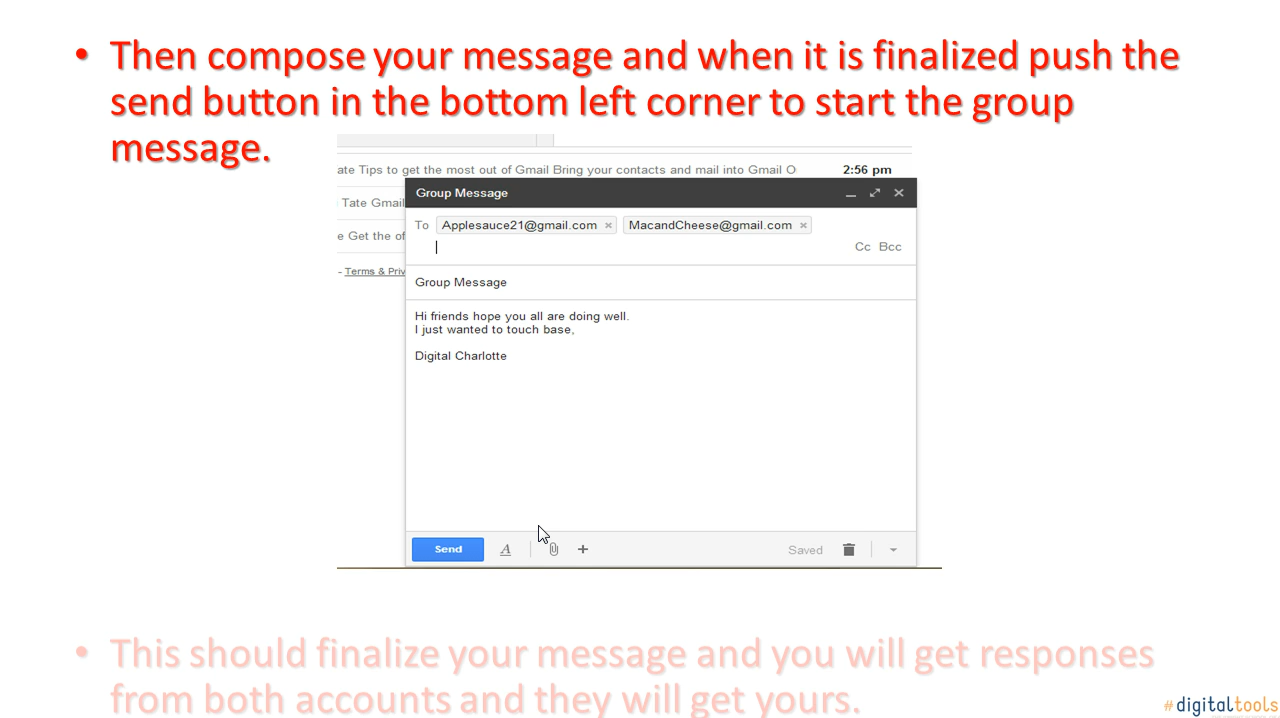 • Then compose your message and when it is finalized push the
send button in the bottom left corner to start the group
message.
ate Tips to get the most out of Gmail Bring your contacts and mail into Gmail O 2:56 pm
Group Message
Tate Gmail
To Applesauce21@gmail.com × MacandCheese@gmail.com ×
e Get the of
Cc Bcc
- Terms & Priv
Group Message
Hi friends hope you all are doing well.
I just wanted to touch base,
Digital Charlotte
Send A Saved
• This should finalize your message and you will get responses
from both accounts and they will get yours.
#digitaltools